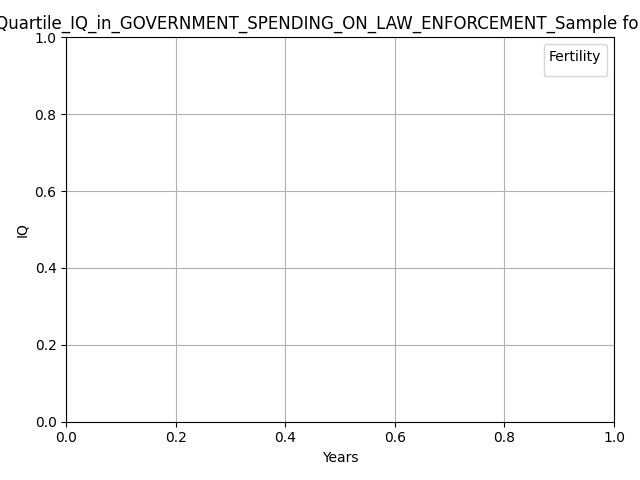 Quartile_IQ_in_GOVERNMENT_SPENDING_ON_LAW_ENFORCEMENT_Sample fo
Fertility
1.0
0.8
0.6
0.4
0.2
0.0
IQ
0.0 0.2 0.4 0.6 0.8 1.0
Years